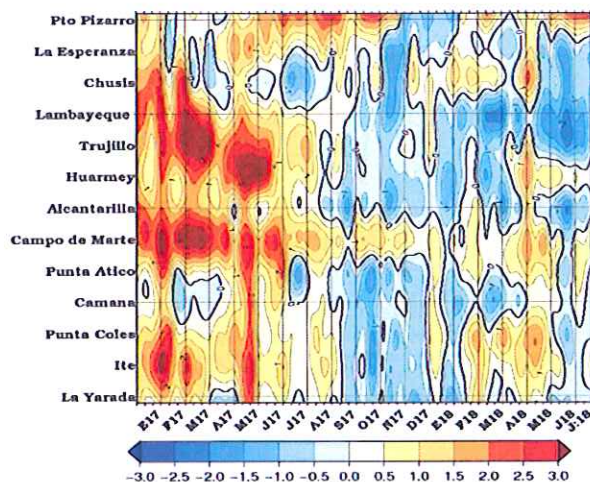 Pto Pizarro
La Esperanza
Chusis
Lambayeque
Trujillo
Huarmey
Alcantarilla
Campo de Marte
Punta Atico
Camana
Punta Coles
Ite
La Yarada
E17 F17 M17 A17 M17 J17 J17 A17 S17 O17 N17 D17 E18 F18 M18 A18 M18 J18 J:18
-3.0 -2.5 -2.0 -1.5 -1.0 -0.5 0.0 0.5 1.0 1.5 2.0 2.5 3.0